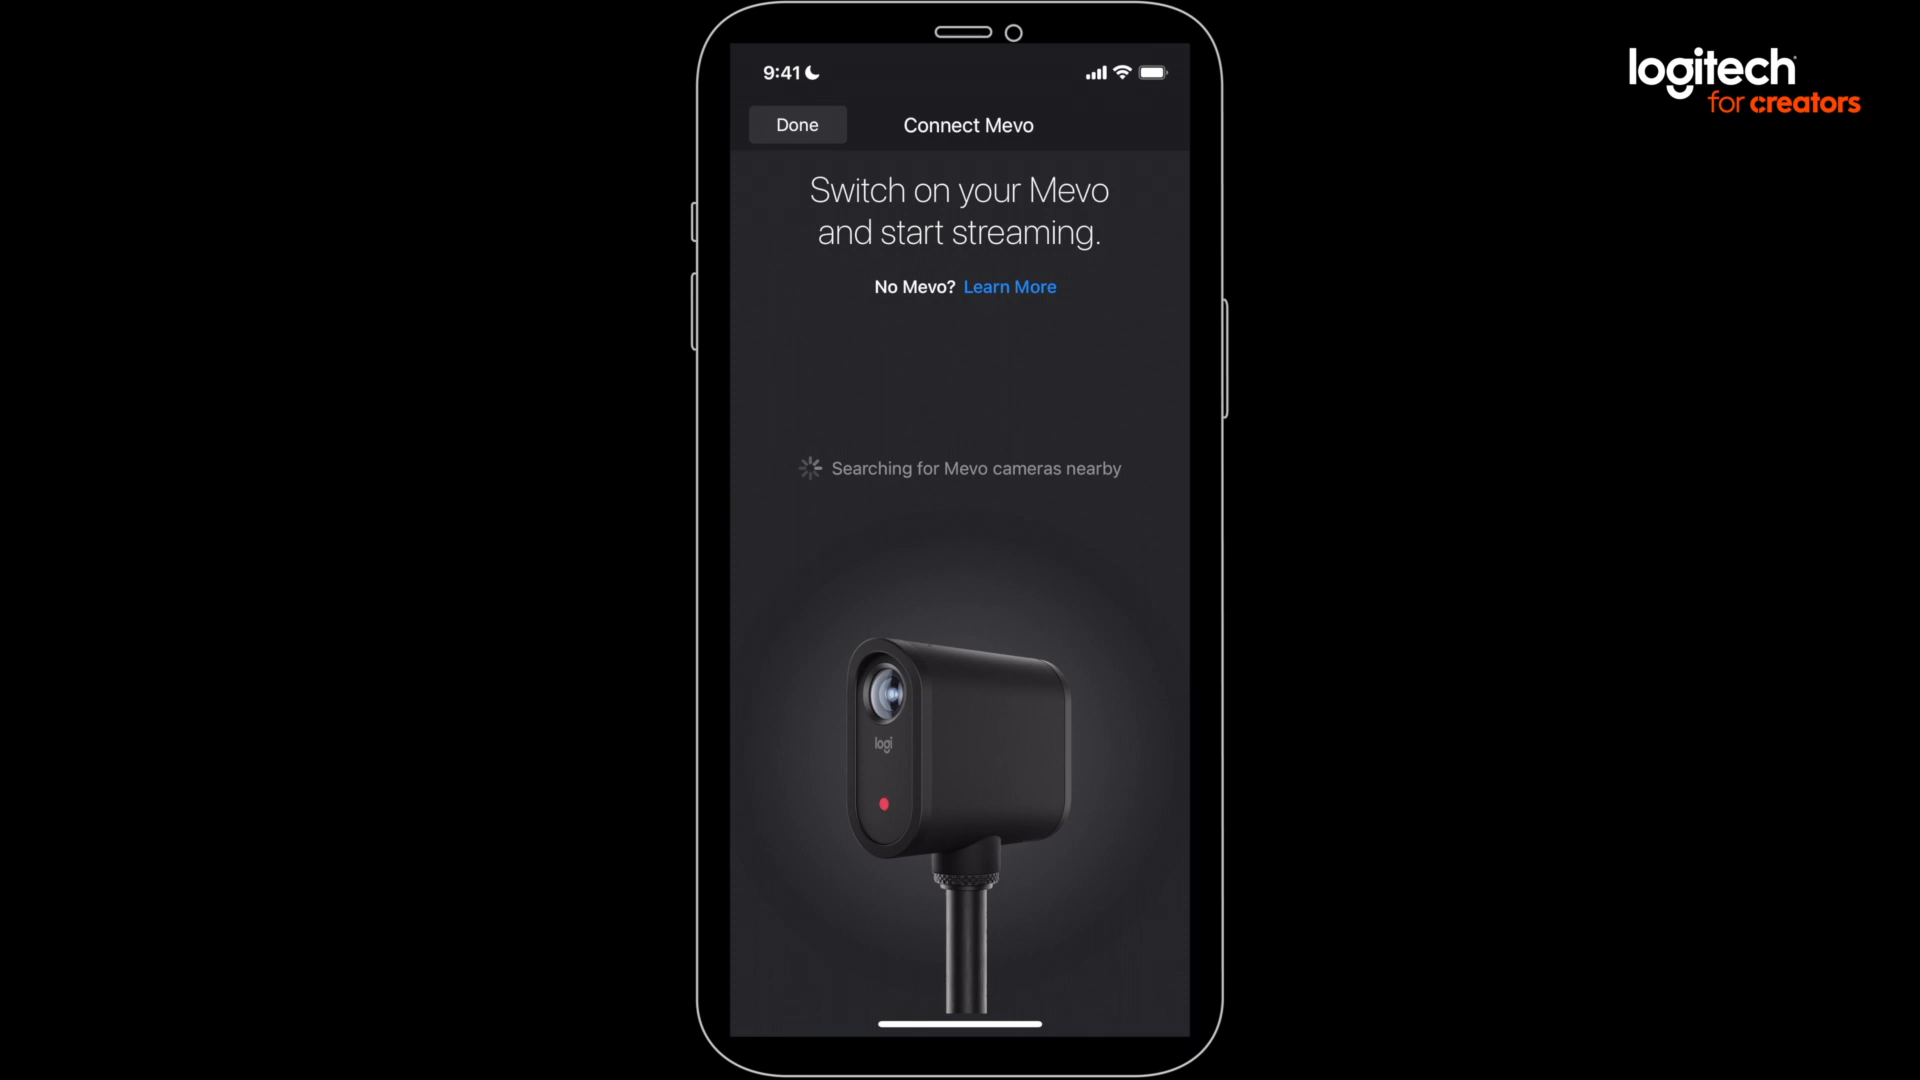 9:41
Done
Connect Mevo
Switch on your Mevo
and start streaming.
No Mevo? Learn More
Searching for Mevo cameras nearby
logi
logitech
for creators